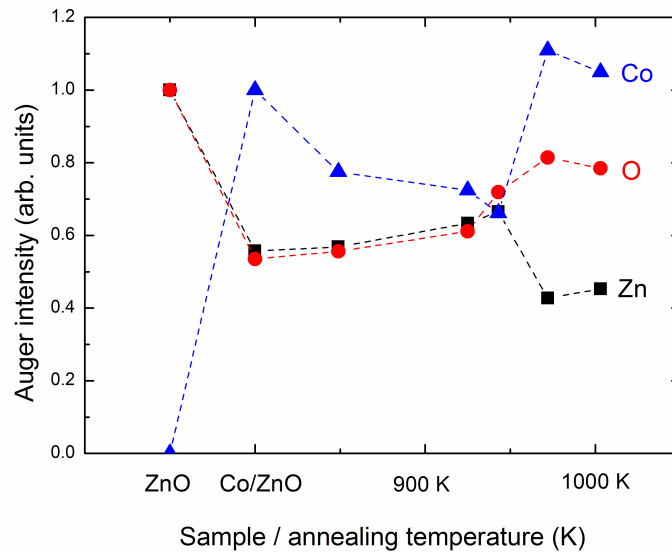 1.2
1.0
0.8
0.6
0.4
0.2
0.0
Auger intensity (arb. units)
Co
O
Zn
ZnO
Co/ZnO
900 K
1000 K
Sample / annealing temperature (K)